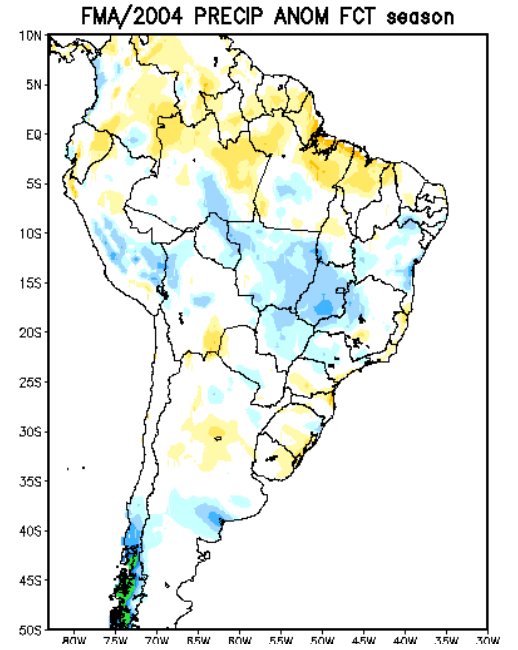 FMA/2004 PRECIP ANOM FCT season
10N
5N
EQ
5S
10S
15S
20S
25S
30S
35S
40S
45S
50S
80W 75W 70W 65W 60W 55W 50W 45W 40W 35W 30W